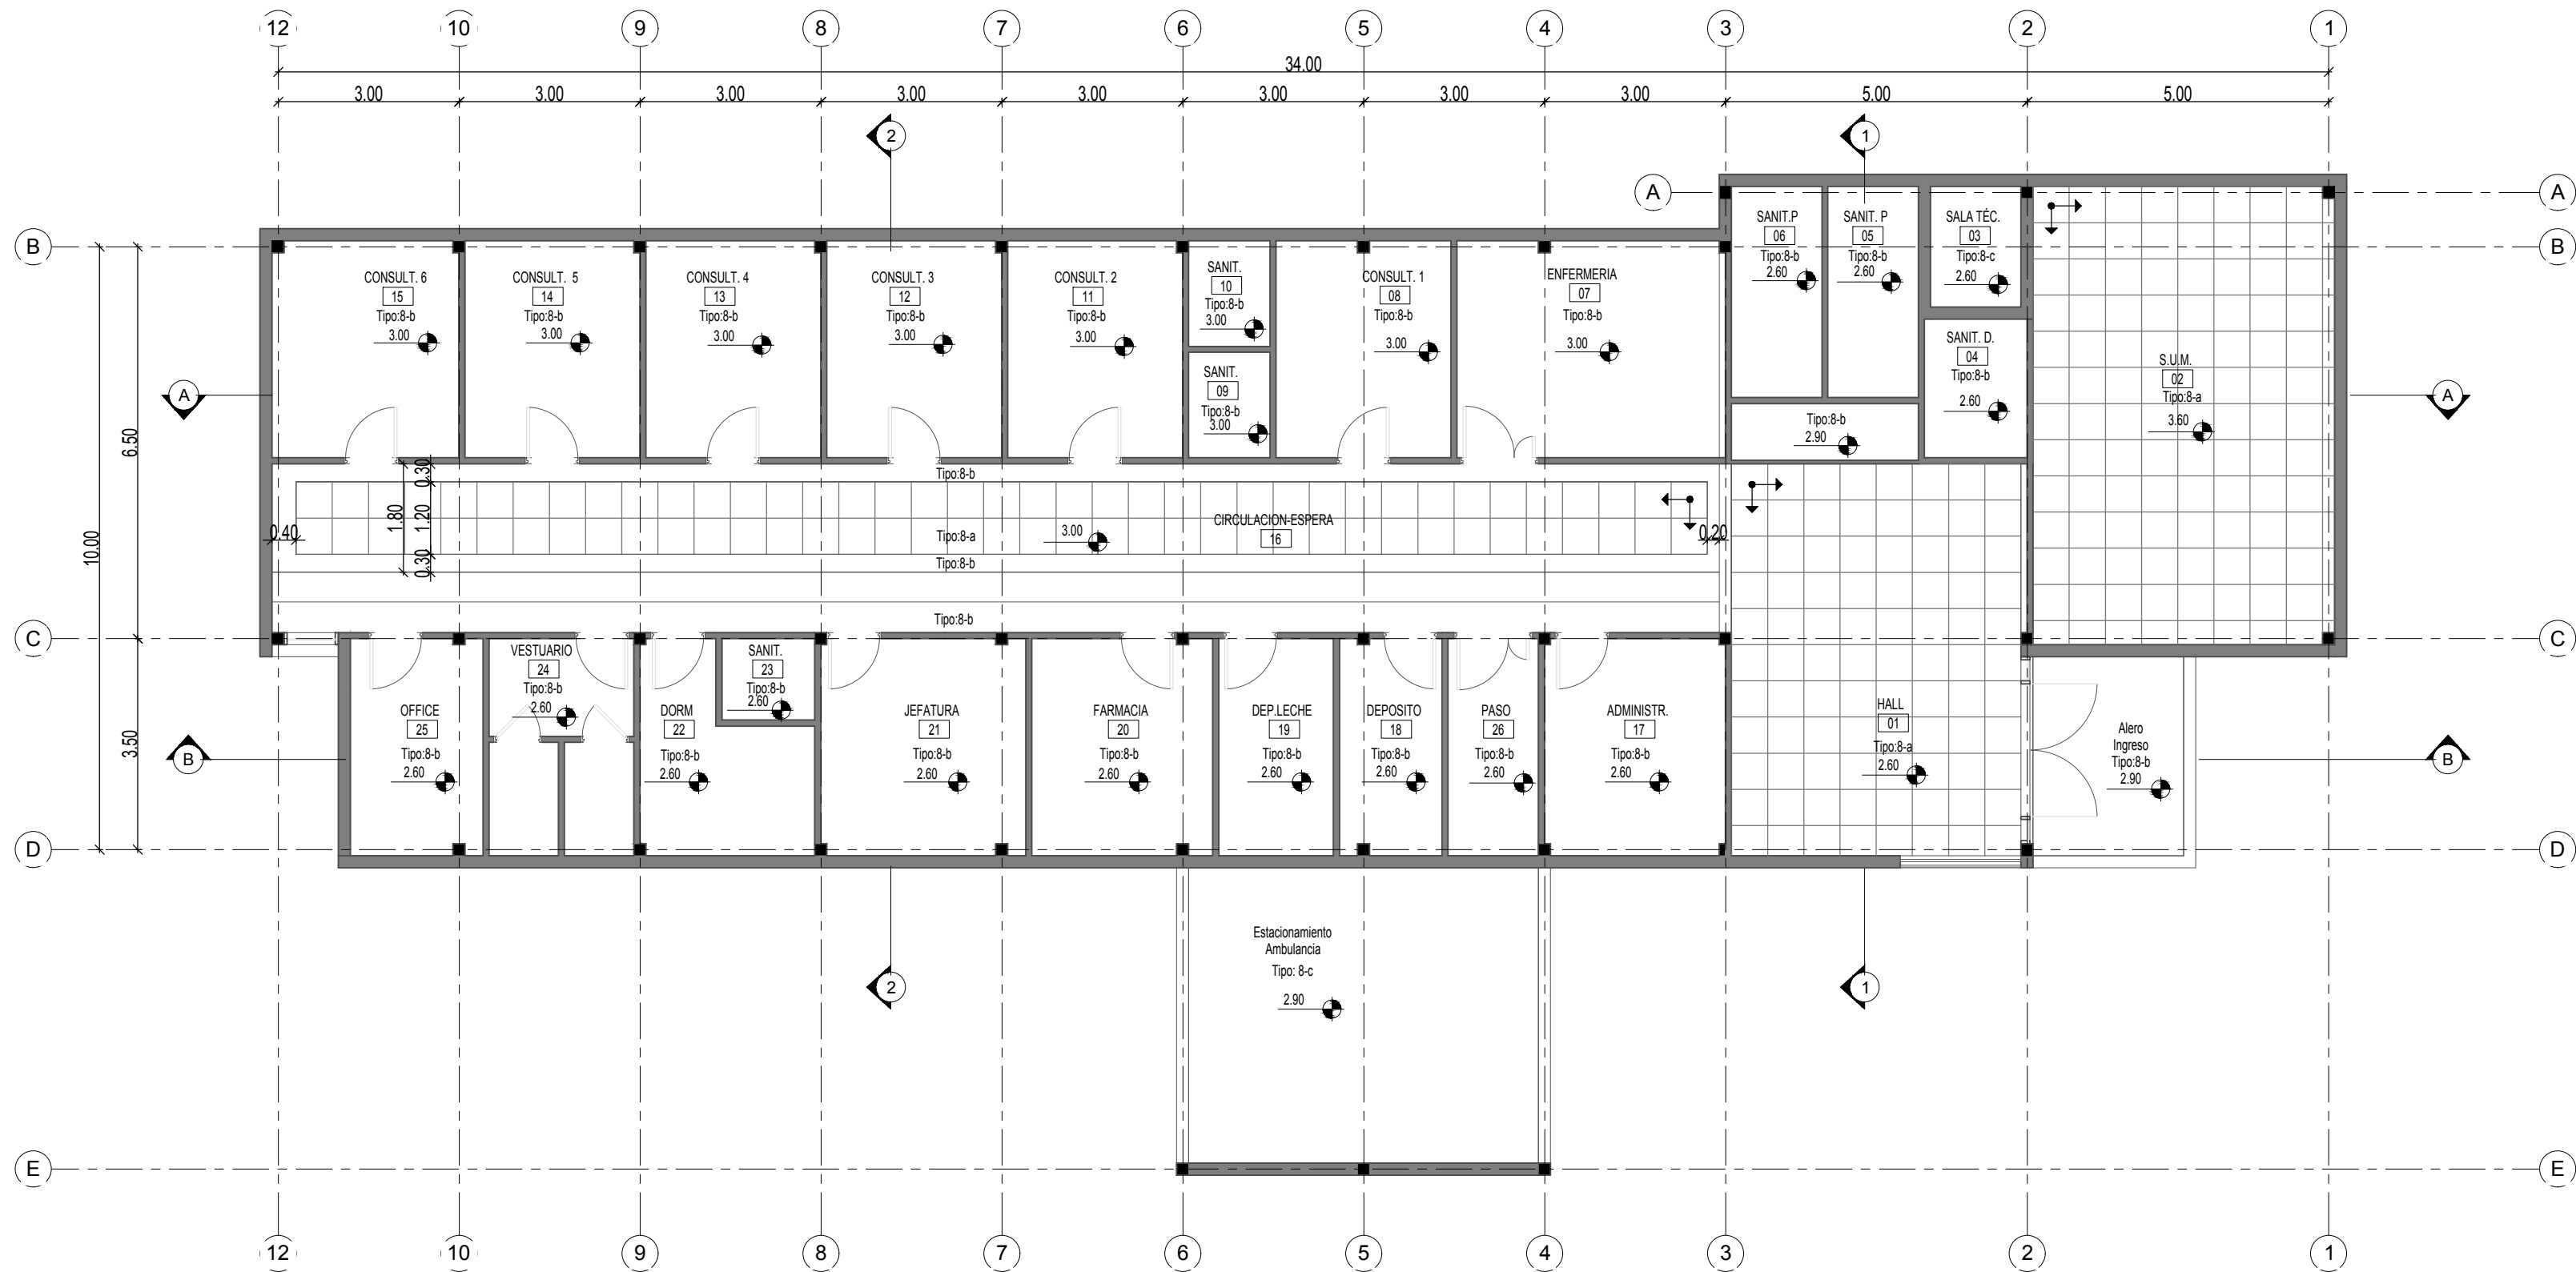 12 10 9 8 7 6 5 4 3 2 1
34.00
3.00 3.00 3.00 3.00 3.00 3.00 3.00 3.00 5.00 5.00
2 1
A A
B B
CONSULT. 6
15
Tipo:8-b
3.00
CONSULT. 5
14
Tipo:8-b
3.00
CONSULT. 4
13
Tipo:8-b
3.00
CONSULT. 3
12
Tipo:8-b
3.00
CONSULT. 2
11
Tipo:8-b
3.00
SANIT.
10
Tipo:8-b
3.00
SANIT.
09
Tipo:8-b
3.00
CONSULT. 1
08
Tipo:8-b
3.00
ENFERMERIA
07
Tipo:8-b
3.00
SANIT.P
06
Tipo:8-b
2.60
SANIT. P
05
Tipo:8-b
2.60
SALA TÉC.
03
Tipo:8-c
2.60
SANIT. D.
04
Tipo:8-b
2.60
Tipo:8-b
2.90
S.U.M.
02
Tipo:8-a
3.60
A A
6.50
10.00
3.50
0.40
1.80
0.30
1.20
0.30
Tipo:8-b
Tipo:8-a
3.00
CIRCULACION-ESPERA
16
0.20
Tipo:8-b
Tipo:8-b
C C
OFFICE
25
Tipo:8-b
2.60
VESTUARIO
24
Tipo:8-b
2.60
DORM
22
Tipo:8-b
2.60
SANIT.
23
Tipo:8-b
2.60
JEFATURA
21
Tipo:8-b
2.60
FARMACIA
20
Tipo:8-b
2.60
DEP.LECHE
19
Tipo:8-b
2.60
DEPOSITO
18
Tipo:8-b
2.60
PASO
26
Tipo:8-b
2.60
ADMINISTR.
17
Tipo:8-b
2.60
HALL
01
Tipo:8-a
2.60
Alero
Ingreso
Tipo:8-b
2.90
B B
D D
Estacionamiento
Ambulancia
Tipo: 8-c
2.90
2 1
E E
12 10 9 8 7 6 5 4 3 2 1